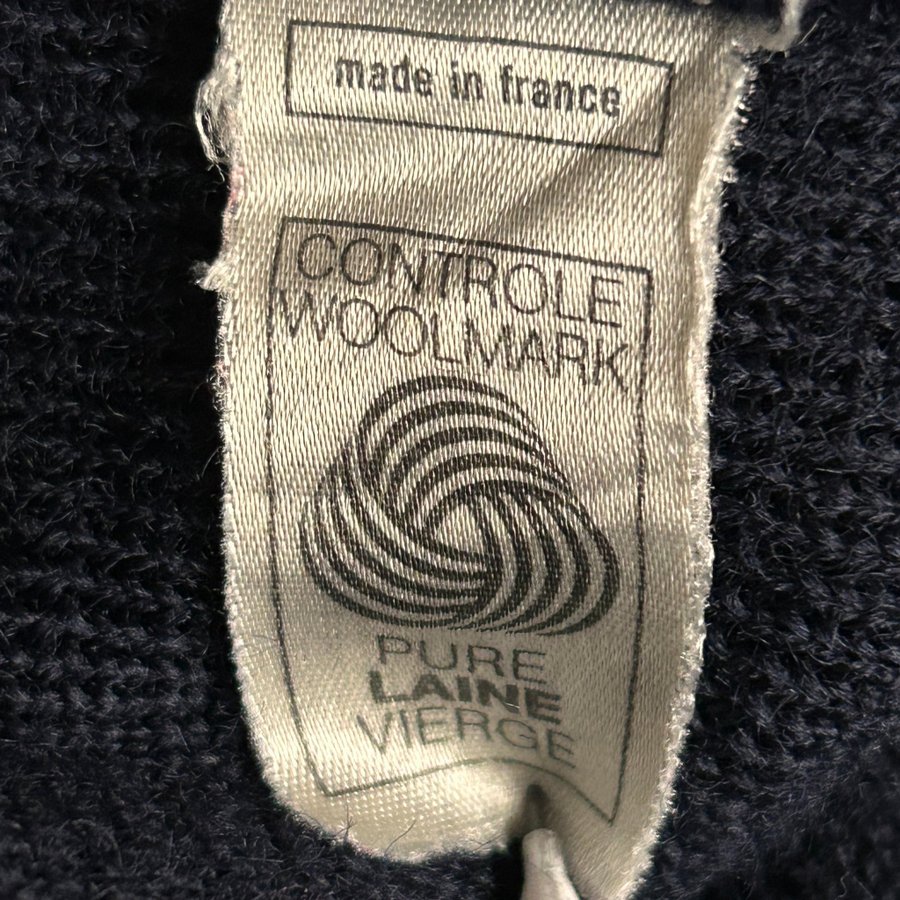 made in france
CONTROLE
WOOLMARK
PURE
LAINE
VIERGE